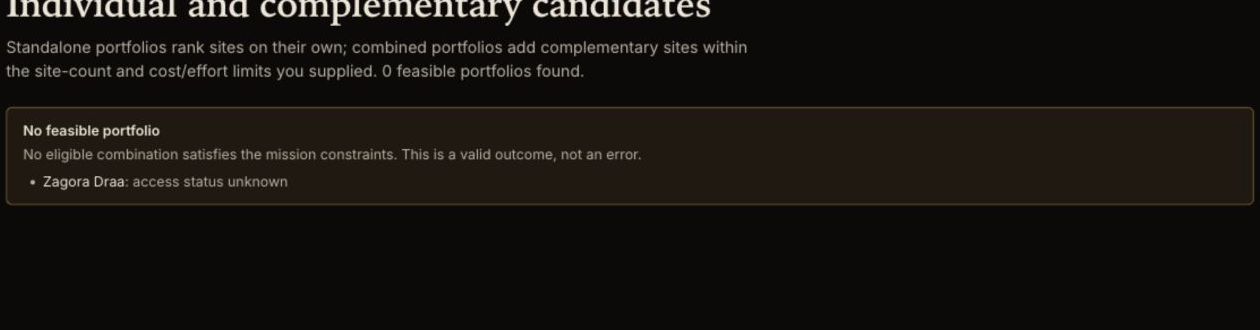 Individual and complementary candidates
Standalone portfolios rank sites on their own; combined portfolios add complementary sites within
the site-count and cost/effort limits you supplied. 0 feasible portfolios found.
No feasible portfolio
No eligible combination satisfies the mission constraints. This is a valid outcome, not an error.
• Zagora Draa: access status unknown